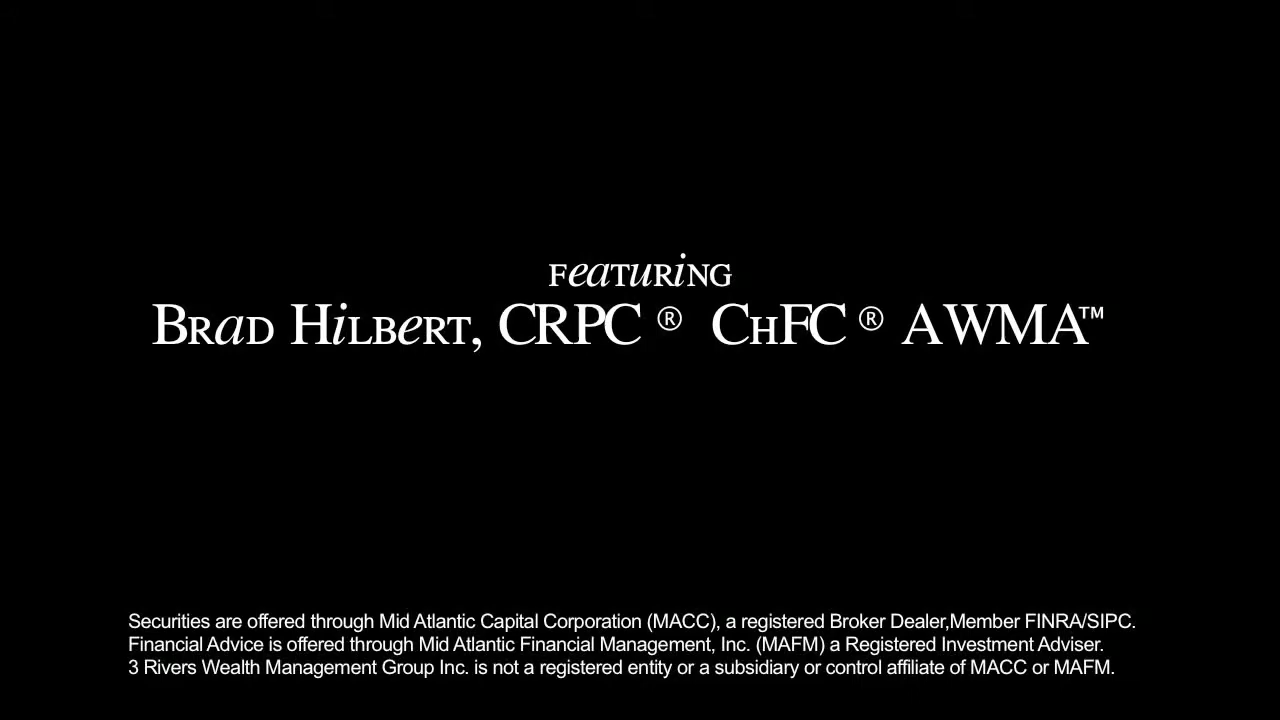 Featuring
Brad Hilbert, CRPC ® ChFC ® AWMA™
Securities are offered through Mid Atlantic Capital Corporation (MACC), a registered Broker Dealer,Member FINRA/SIPC.
Financial Advice is offered through Mid Atlantic Financial Management, Inc. (MAFM) a Registered Investment Adviser.
3 Rivers Wealth Management Group Inc. is not a registered entity or a subsidiary or control affiliate of MACC or MAFM.